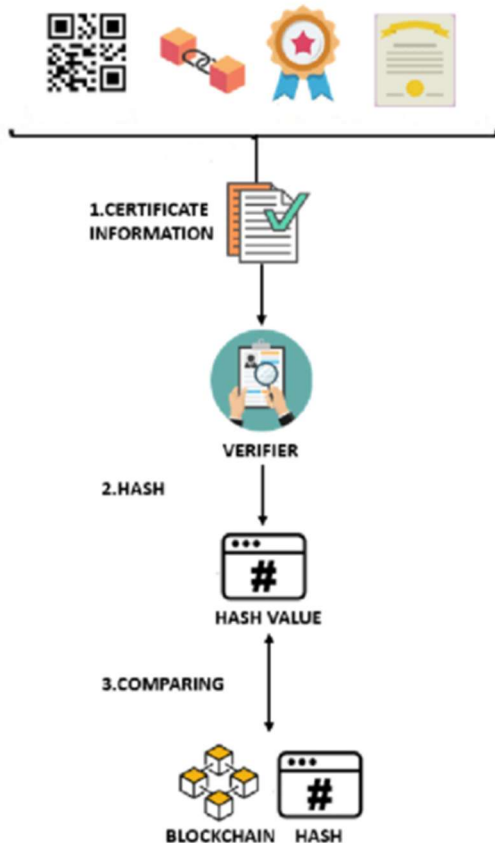 1.CERTIFICATE
INFORMATION
VERIFIER
2.HASH
#
HASH VALUE
3.COMPARING
#
BLOCKCHAIN HASH